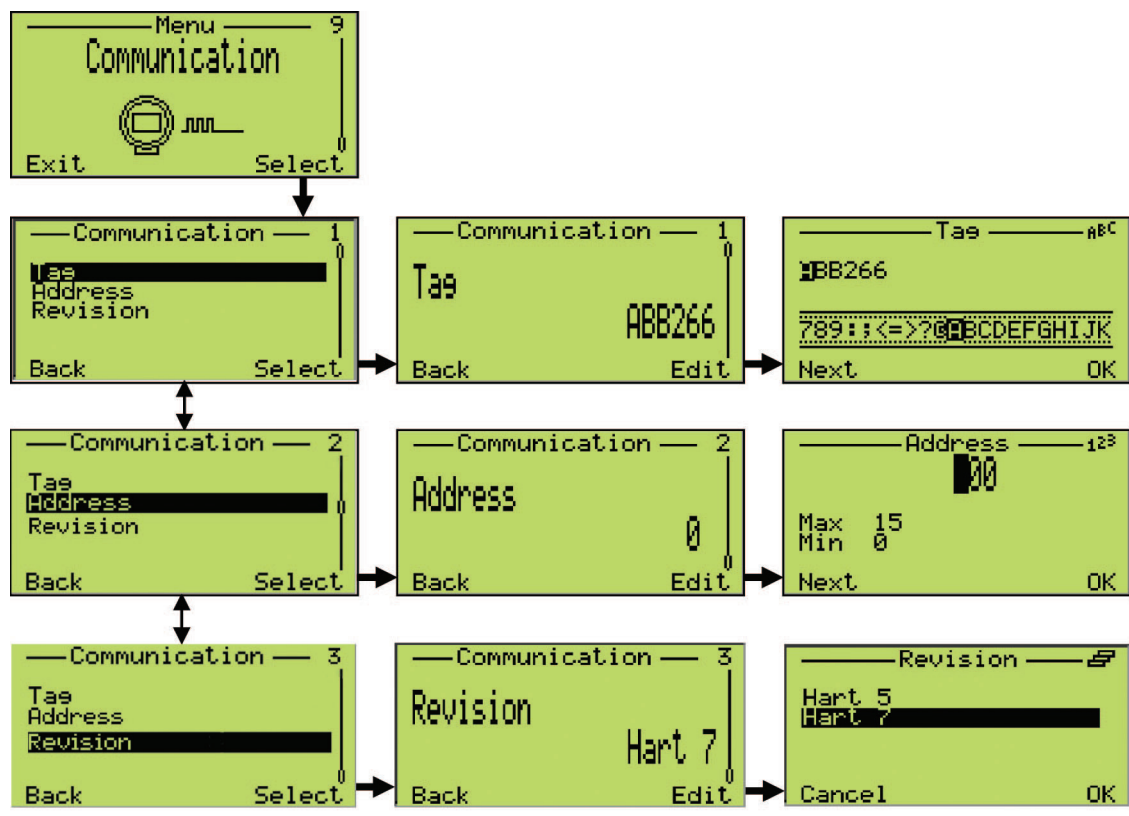 Menu 9
Communication
Exit Select
Communication 1
Tag
Address
Revision
Back Select
Communication 1
Tag
ABB266
Back Edit
Tag ABC
ABB266
789:;<=>?@ABCDEFGHIJK
Next OK
Communication 2
Tag
Address
Revision
Back Select
Communication 2
Address
0
Back Edit
Address 123
00
Max 15
Min 0
Next OK
Communication 3
Tag
Address
Revision
Back Select
Communication 3
Revision
Hart 7
Back Edit
Revision
Hart 5
Hart 7
Cancel OK